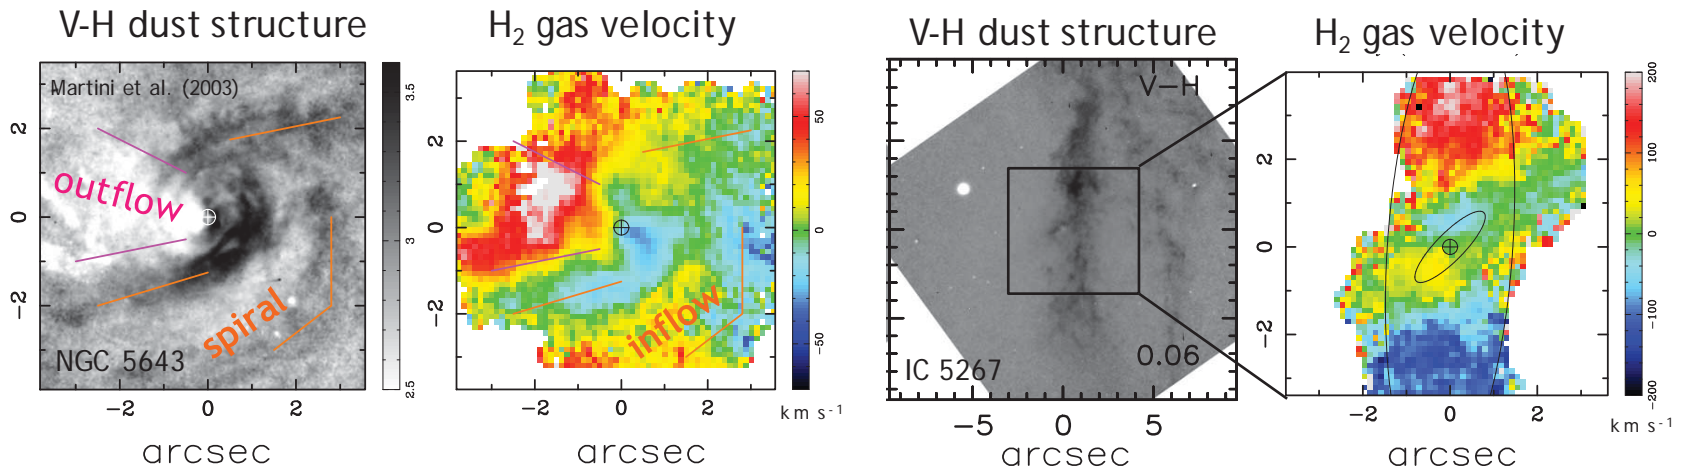 V-H dust structure
Martini et al. (2003)
outflow
spiral
NGC 5643
2
0
−2
−2 0 2
arcsec
3.5
3
2.5
H₂ gas velocity
inflow
2
0
−2
−2 0 2
arcsec
50
0
−50
km s⁻¹
V-H dust structure
V−H
IC 5267
0.06
−5 0 5
arcsec
H₂ gas velocity
2
0
−2
−2 0 2
arcsec
200
100
0
−100
−200
km s⁻¹